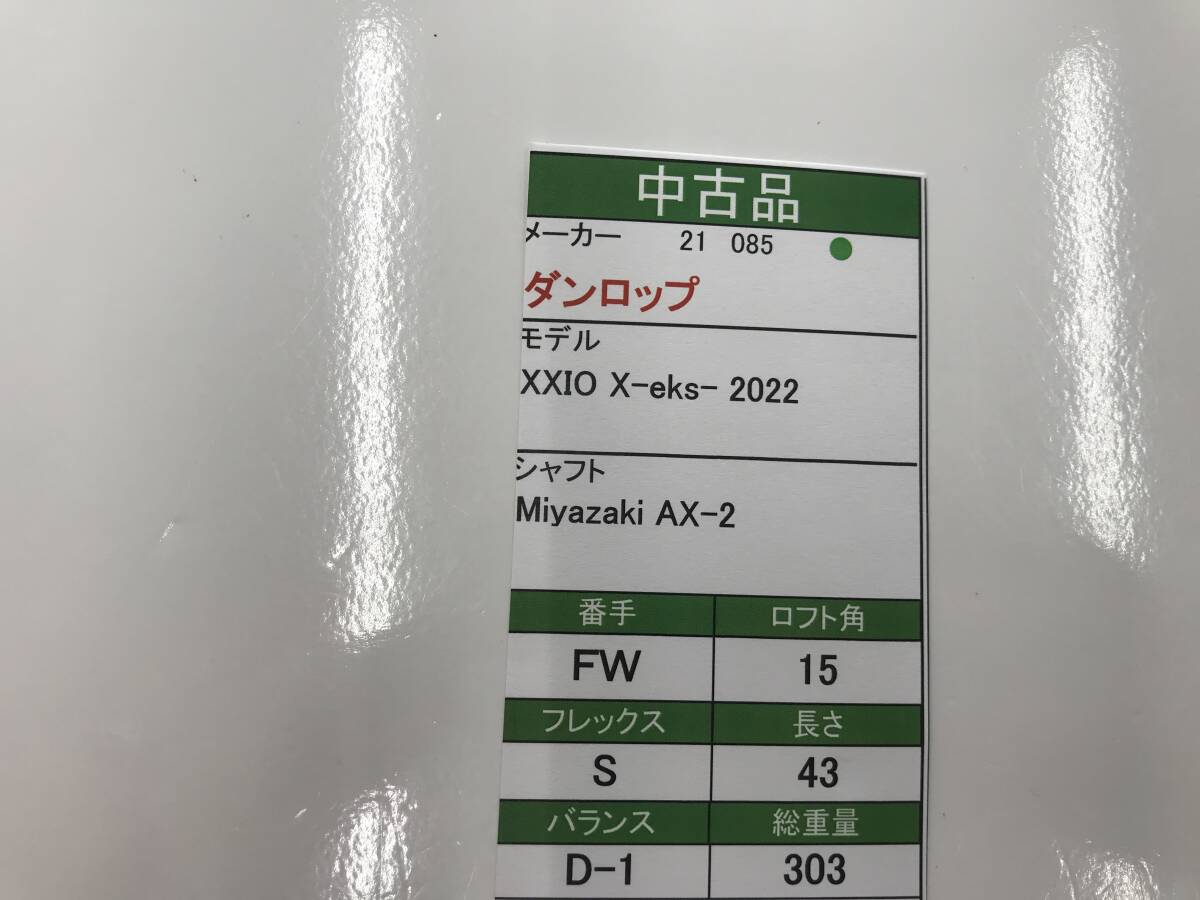 中古品
メーカー 21 085
ダンロップ
モデル
XXIO X-eks- 2022
シャフト
Miyazaki AX-2
番手 ロフト角
FW 15
フレックス 長さ
S 43
バランス 総重量
D-1 303